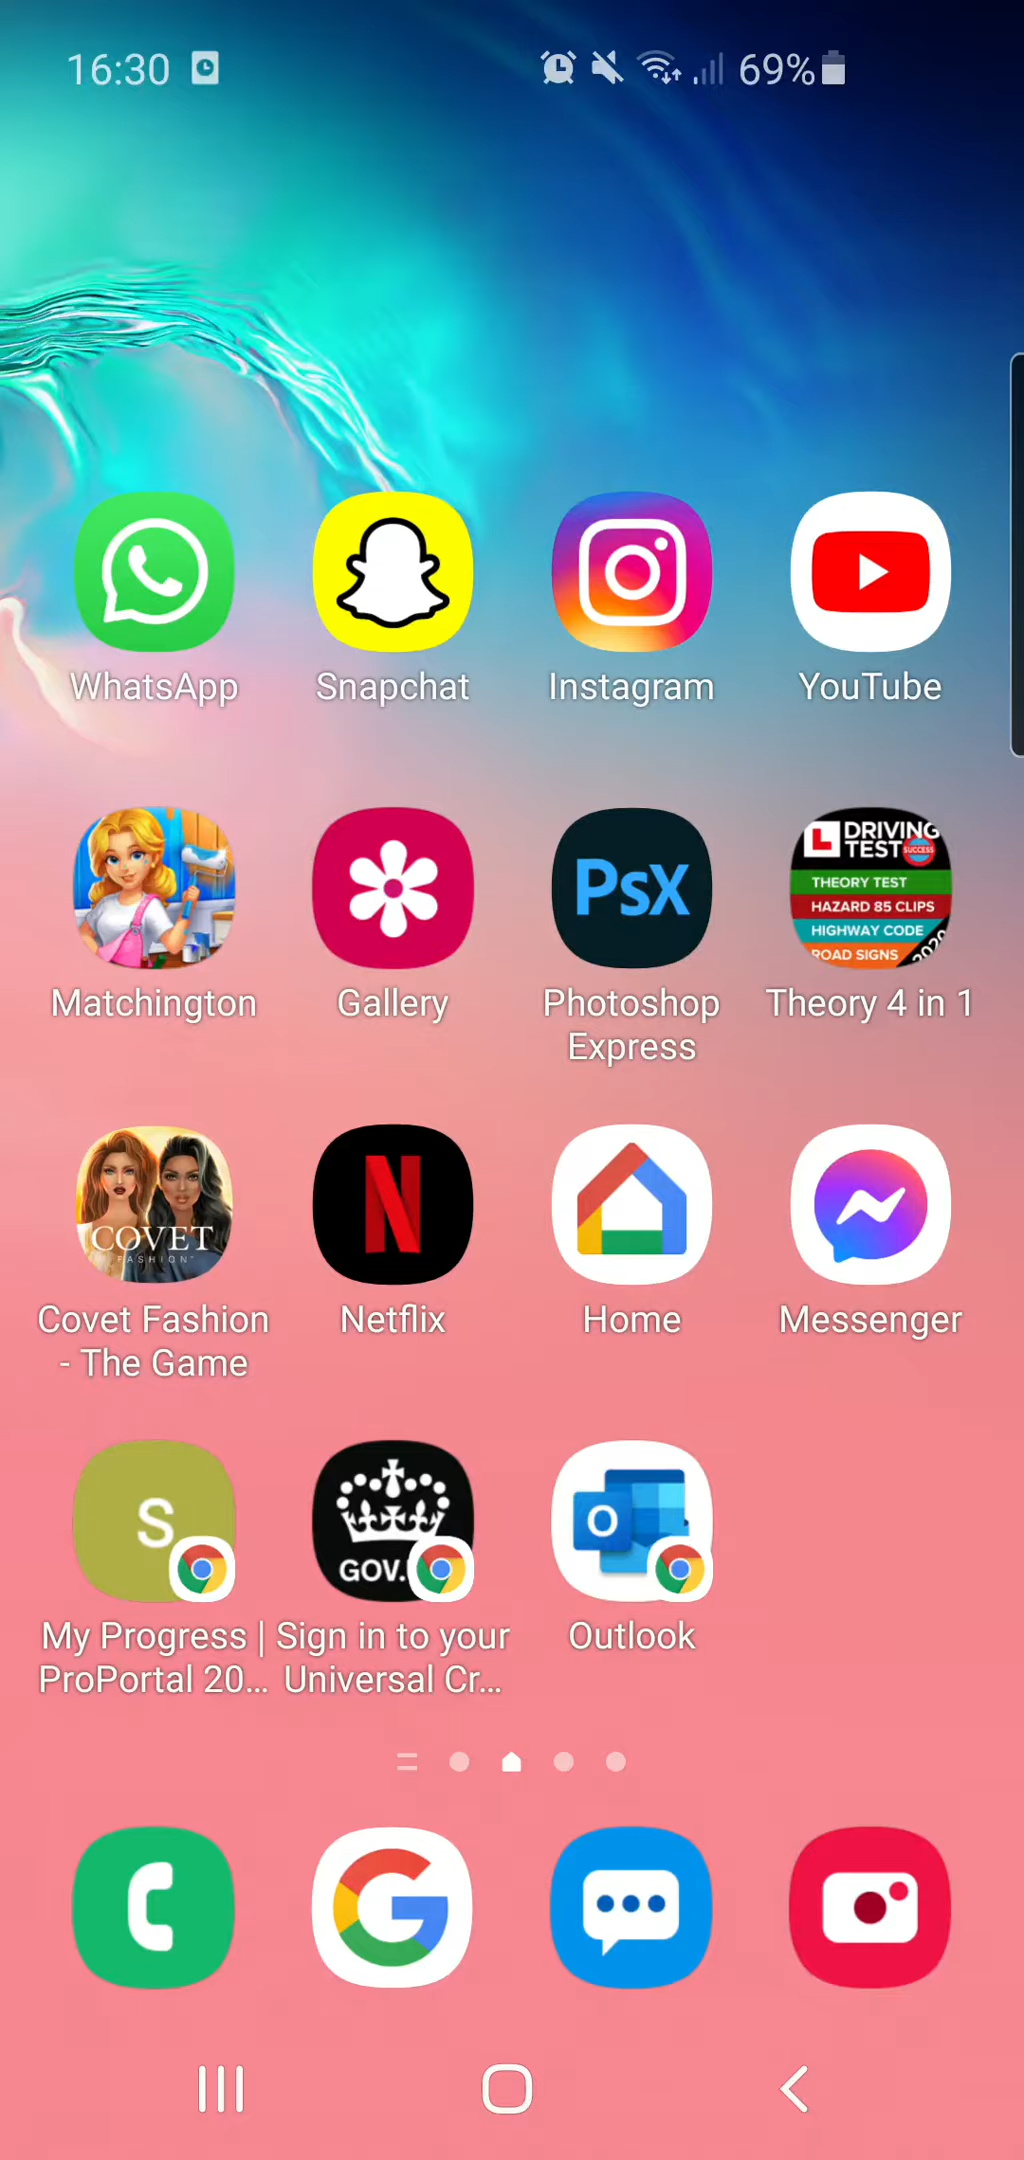 16:30
69%
WhatsApp
Snapchat
Instagram
YouTube
PsX
DRIVING
TEST SUCCESS
THEORY TEST
HAZARD 85 CLIPS
HIGHWAY CODE
ROAD SIGNS
2020
Matchington
Gallery
Photoshop
Express
Theory 4 in 1
COVET
FASHION
N
Covet Fashion
- The Game
Netflix
Home
Messenger
S
GOV.
O
My Progress |
ProPortal 20...
Sign in to your
Universal Cr...
Outlook
G